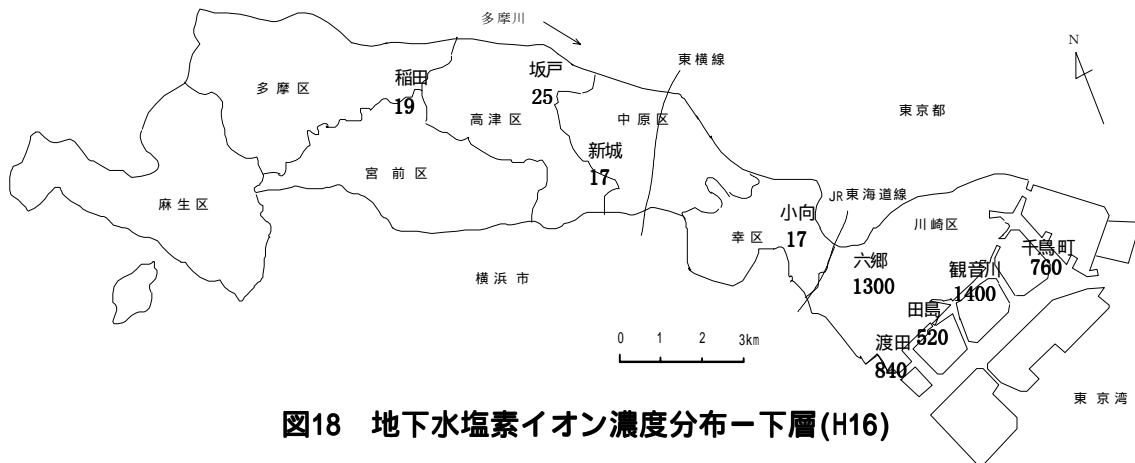 多摩川
N
東横線
稲田
19
坂戸
25
多摩区
高津区
中原区
東京都
新城
17
宮前区
麻生区
JR東海道線
小向
17
川崎区
幸区
千鳥町
760
六郷
1300
観音川
1400
横浜市
田島
520
渡田
840
0 1 2 3km
東京湾
図18 地下水塩素イオン濃度分布ー下層(H16)